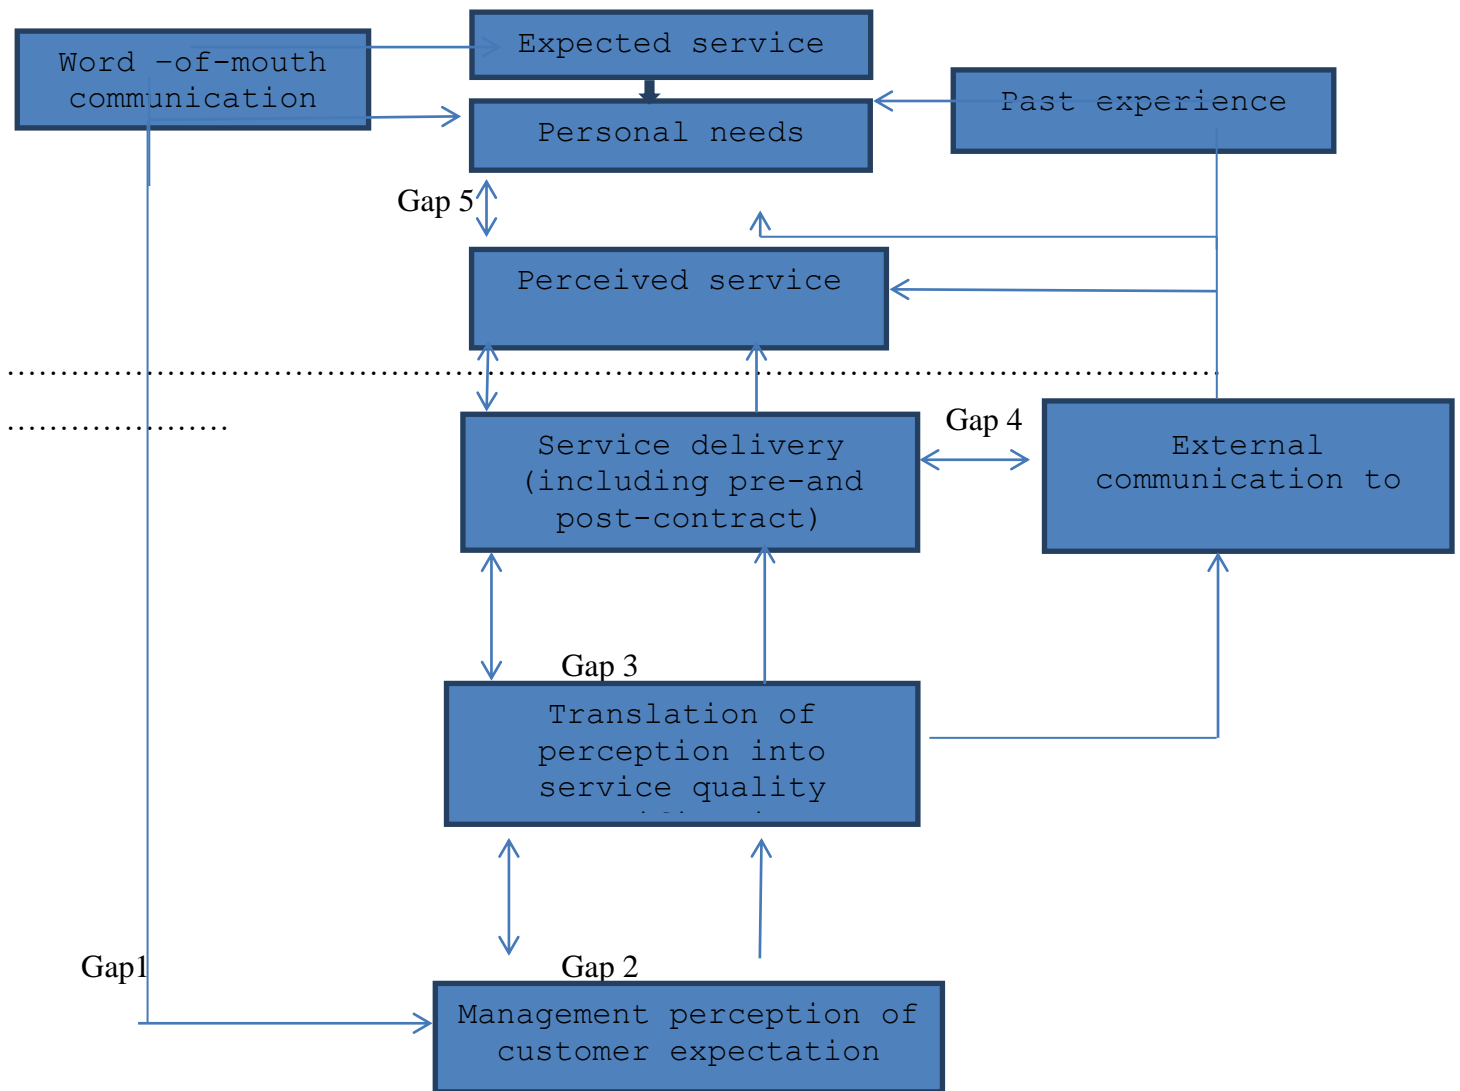 Expected service
Word –of-mouth
communication
Past experience
Personal needs
Gap 5
Perceived service
……………………………………………………………………………………………………………………………
…………………
Gap 4
Service delivery
(including pre-and
post-contract)
External
communication to
Gap 3
Translation of
perception into
service quality
Gap1
Gap 2
Management perception of
customer expectation